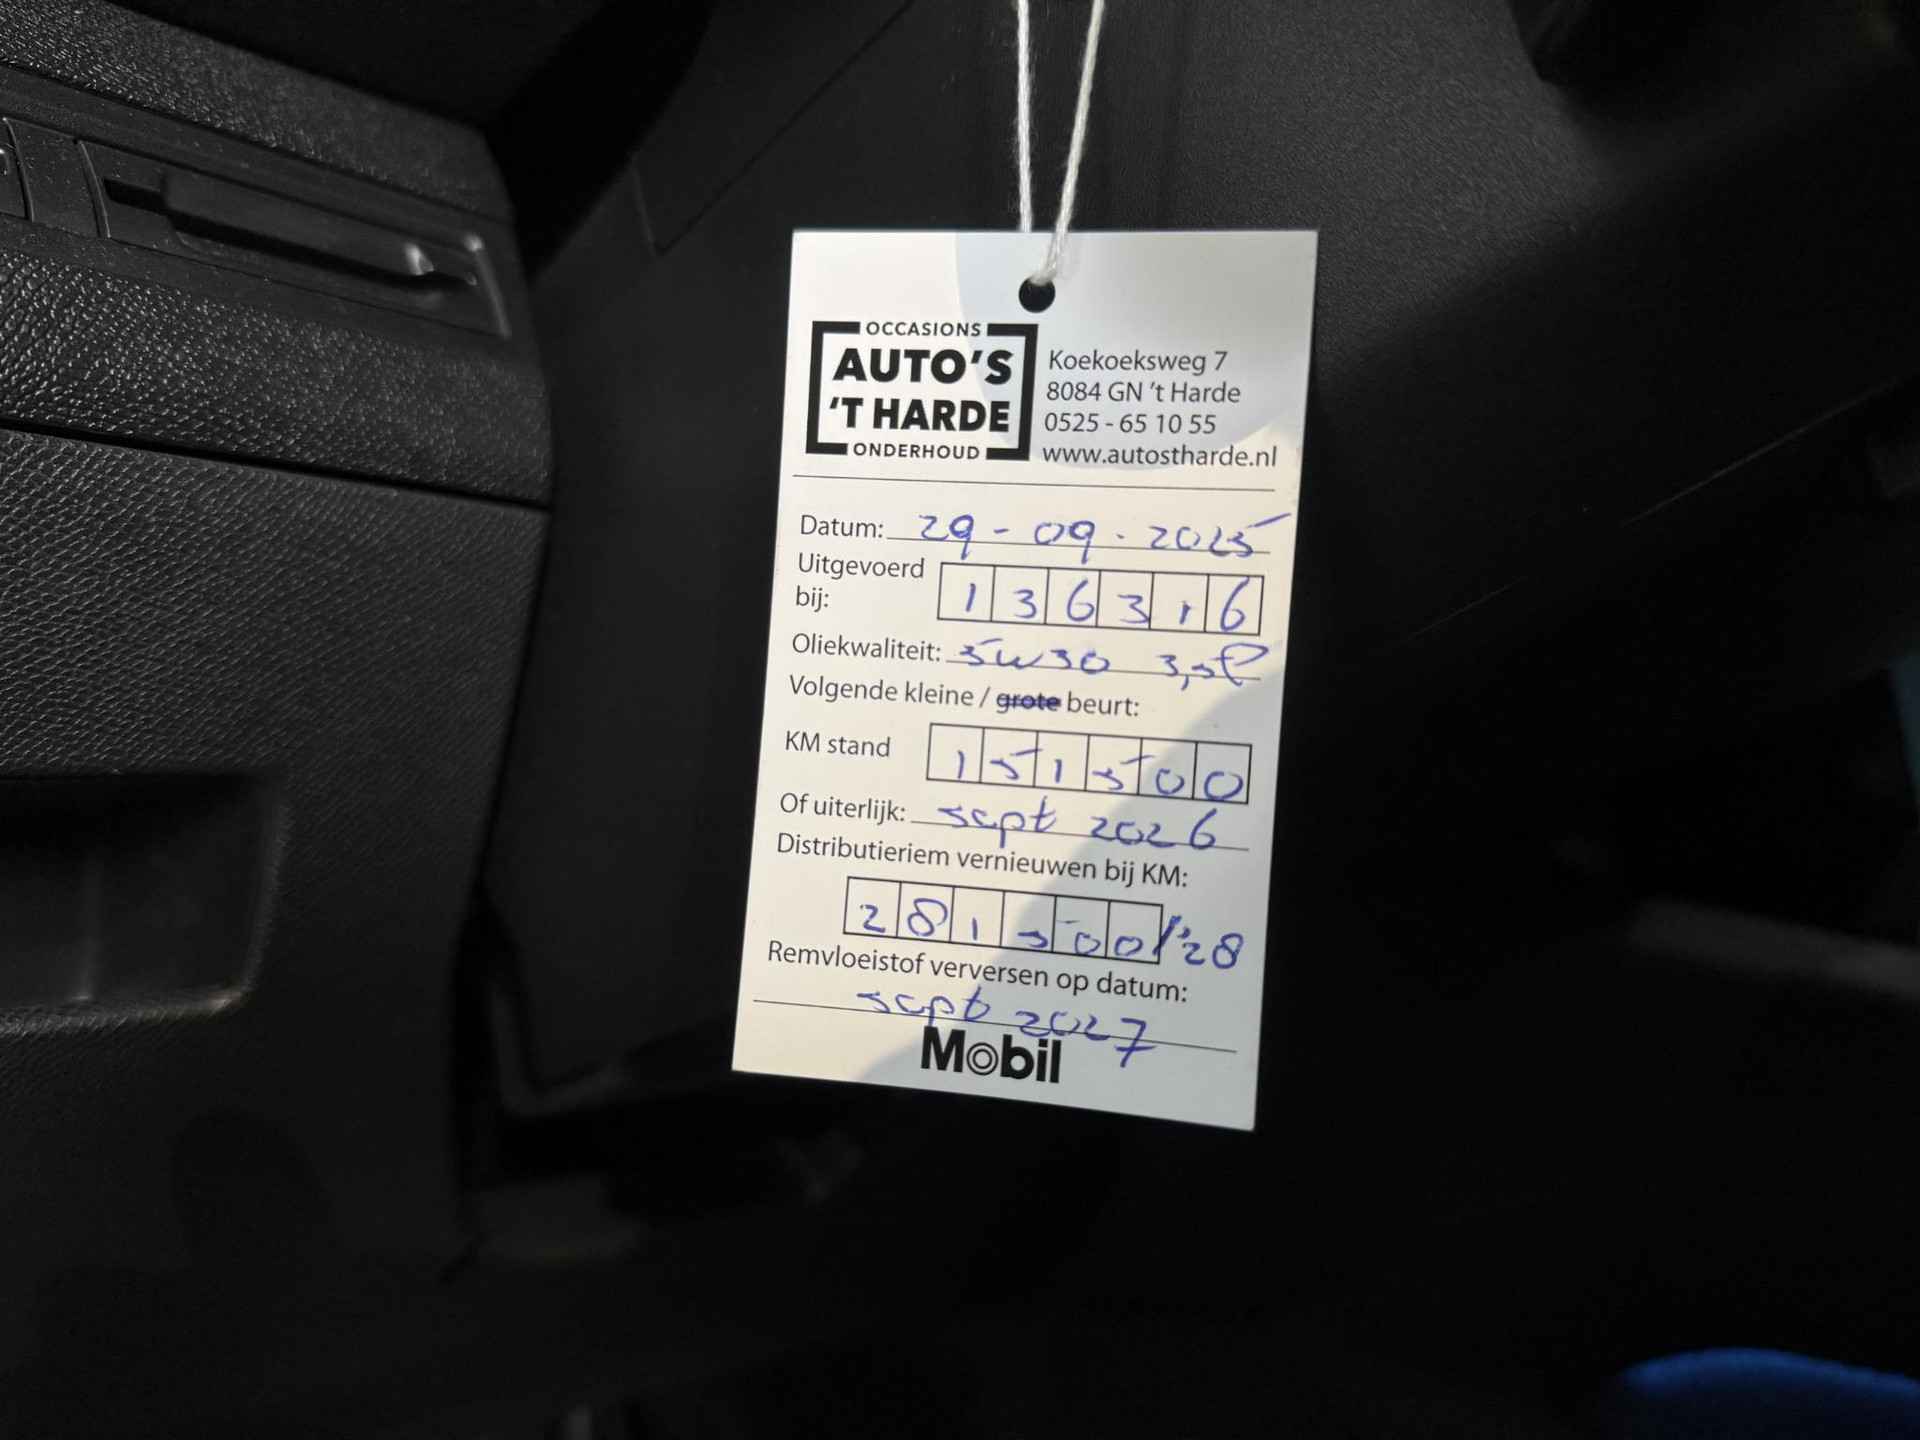 OCCASIONS
AUTO'S
'T HARDE
ONDERHOUD
Koekoeksweg 7
8084 GN 't Harde
0525 - 65 10 55
www.autostharde.nl
Datum: 29-09-2025
Uitgevoerd
bij: 136316
Oliekwaliteit: 5W30 3,5l
Volgende kleine / grote beurt:
KM stand 151500
Of uiterlijk: sept 2026
Distributieriem vernieuwen bij KM:
281500/'28
Remvloeistof verversen op datum:
sept 2027
Mobil